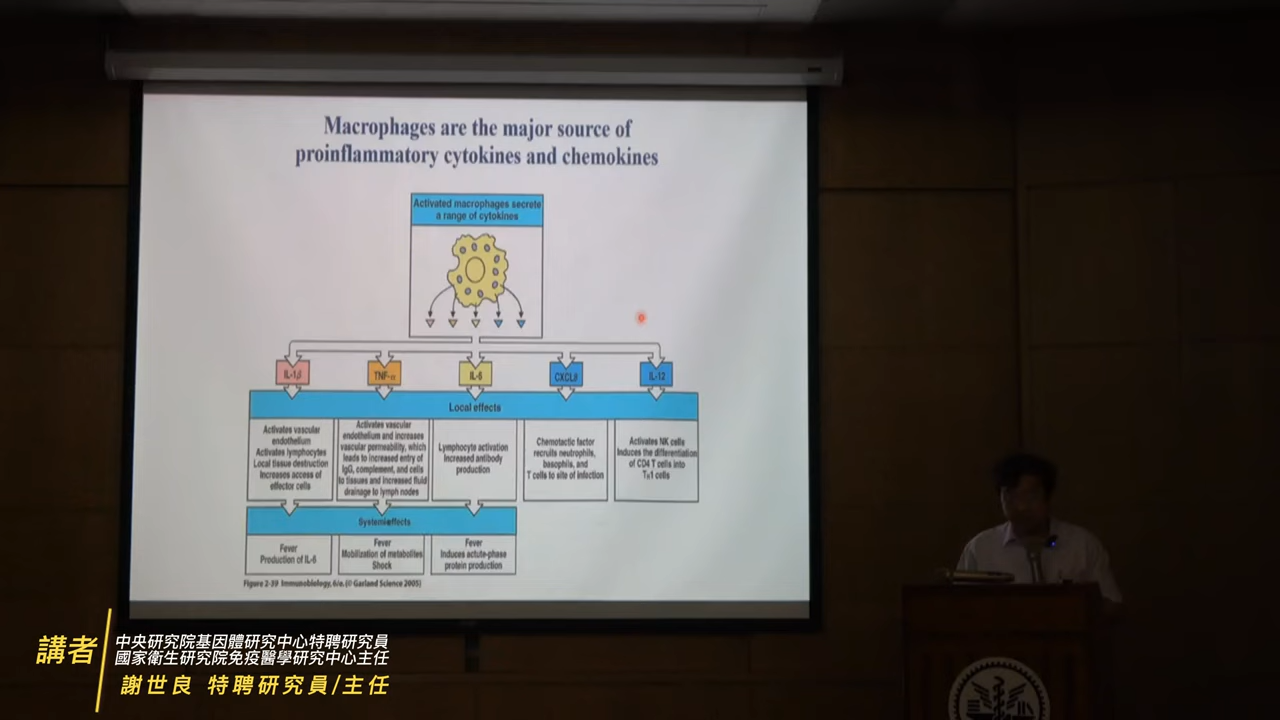 Macrophages are the major source of
proinflammatory cytokines and chemokines
Activated macrophages secrete
a range of cytokines
IL-1β
TNF-α
IL-6
CXCL8
IL-12
Local effects
Activates vascular
endothelium
Activates lymphocytes
Local tissue destruction
Increases access of
effector cells
Activates vascular
endothelium and increases
vascular permeability, which
leads to increased entry of
IgG, complement, and cells
to tissues and increased fluid
drainage to lymph nodes
Lymphocyte activation
Increased antibody
production
Chemotactic factor
recruits neutrophils,
basophils, and
T cells to site of infection
Activates NK cells
Induces the differentiation
of CD4 T cells into
TH1 cells
Systemic effects
Fever
Production of IL-6
Fever
Mobilization of metabolites
Shock
Fever
Induces actute-phase
protein production
Figure 2-39 Immunobiology, 6/e. (© Garland Science 2005)
講者
中央研究院基因體研究中心特聘研究員
國家衛生研究院免疫醫學研究中心主任
謝世良 特聘研究員/主任